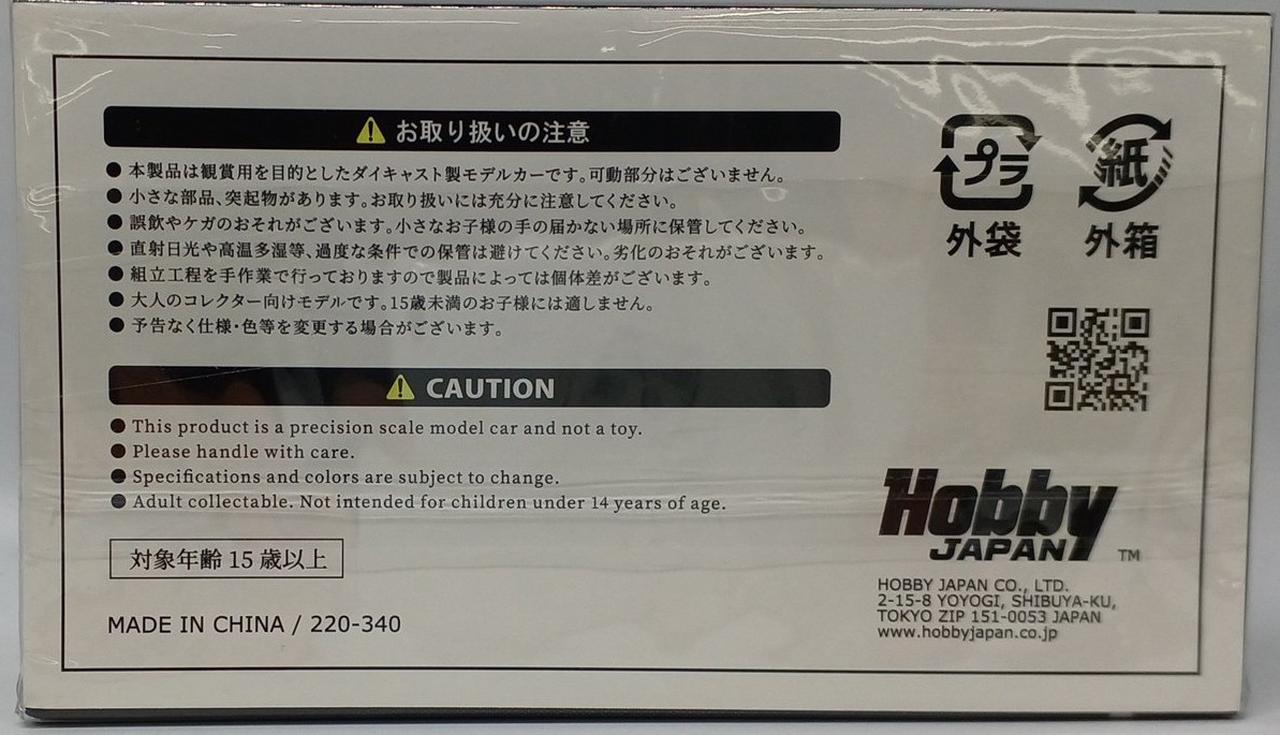 お取り扱いの注意
● 本製品は観賞用を目的としたダイキャスト製モデルカーです。可動部分はございません。
● 小さな部品、突起物があります。お取り扱いには充分に注意してください。
● 誤飲やケガのおそれがございます。小さなお子様の手の届かない場所に保管してください。
● 直射日光や高温多湿等、過度な条件での保管は避けてください。劣化のおそれがございます。
● 組立工程を手作業で行っておりますので製品によっては個体差がございます。
● 大人のコレクター向けモデルです。15歳未満のお子様には適しません。
● 予告なく仕様・色等を変更する場合がございます。
CAUTION
● This product is a precision scale model car and not a toy.
● Please handle with care.
● Specifications and colors are subject to change.
● Adult collectable. Not intended for children under 14 years of age.
対象年齢 15 歳以上
MADE IN CHINA / 220-340
プラ
外袋
紙
外箱
Hobby
JAPAN TM
HOBBY JAPAN CO., LTD.
2-15-8 YOYOGI, SHIBUYA-KU,
TOKYO ZIP 151-0053 JAPAN
www.hobbyjapan.co.jp